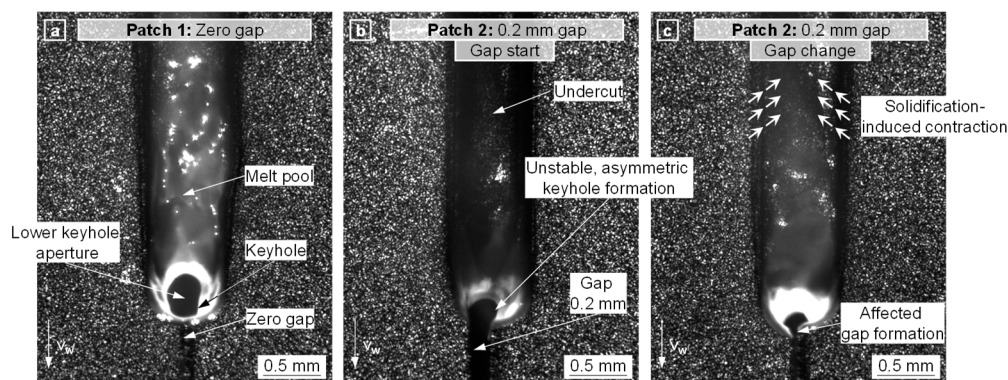 a
Patch 1: Zero gap
Melt pool
Lower keyhole
aperture
Keyhole
Zero gap
vw
0.5 mm
b
Patch 2: 0.2 mm gap
Gap start
Undercut
Unstable, asymmetric
keyhole formation
Gap
0.2 mm
vw
0.5 mm
c
Patch 2: 0.2 mm gap
Gap change
Solidification-
induced contraction
Affected
gap formation
vw
0.5 mm